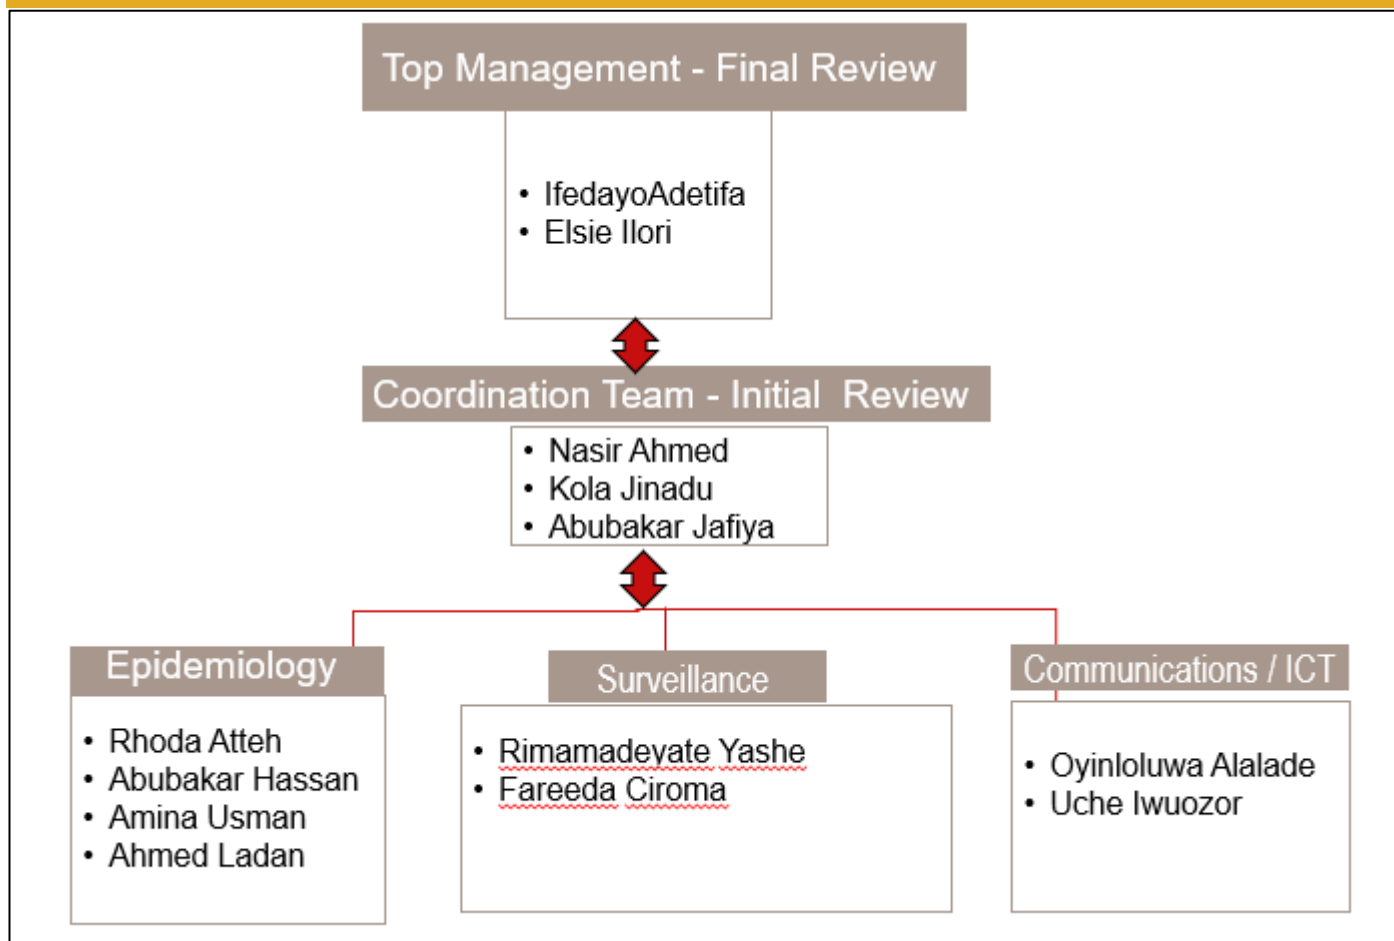 Top Management - Final Review
• IfedayoAdetifa
• Elsie Ilori
Coordination Team - Initial  Review
• Nasir Ahmed
• Kola Jinadu
• Abubakar Jafiya
Epidemiology
• Rhoda Atteh
• Abubakar Hassan
• Amina Usman
• Ahmed Ladan
Surveillance
• Rimamadeyate Yashe
• Fareeda Ciroma
Communications / ICT
• Oyinloluwa Alalade
• Uche Iwuozor